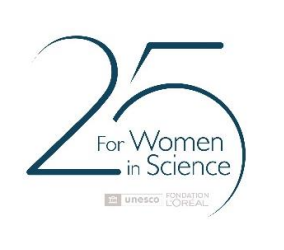 25
For Women
in Science
unesco FONDATION
L'ORÉAL